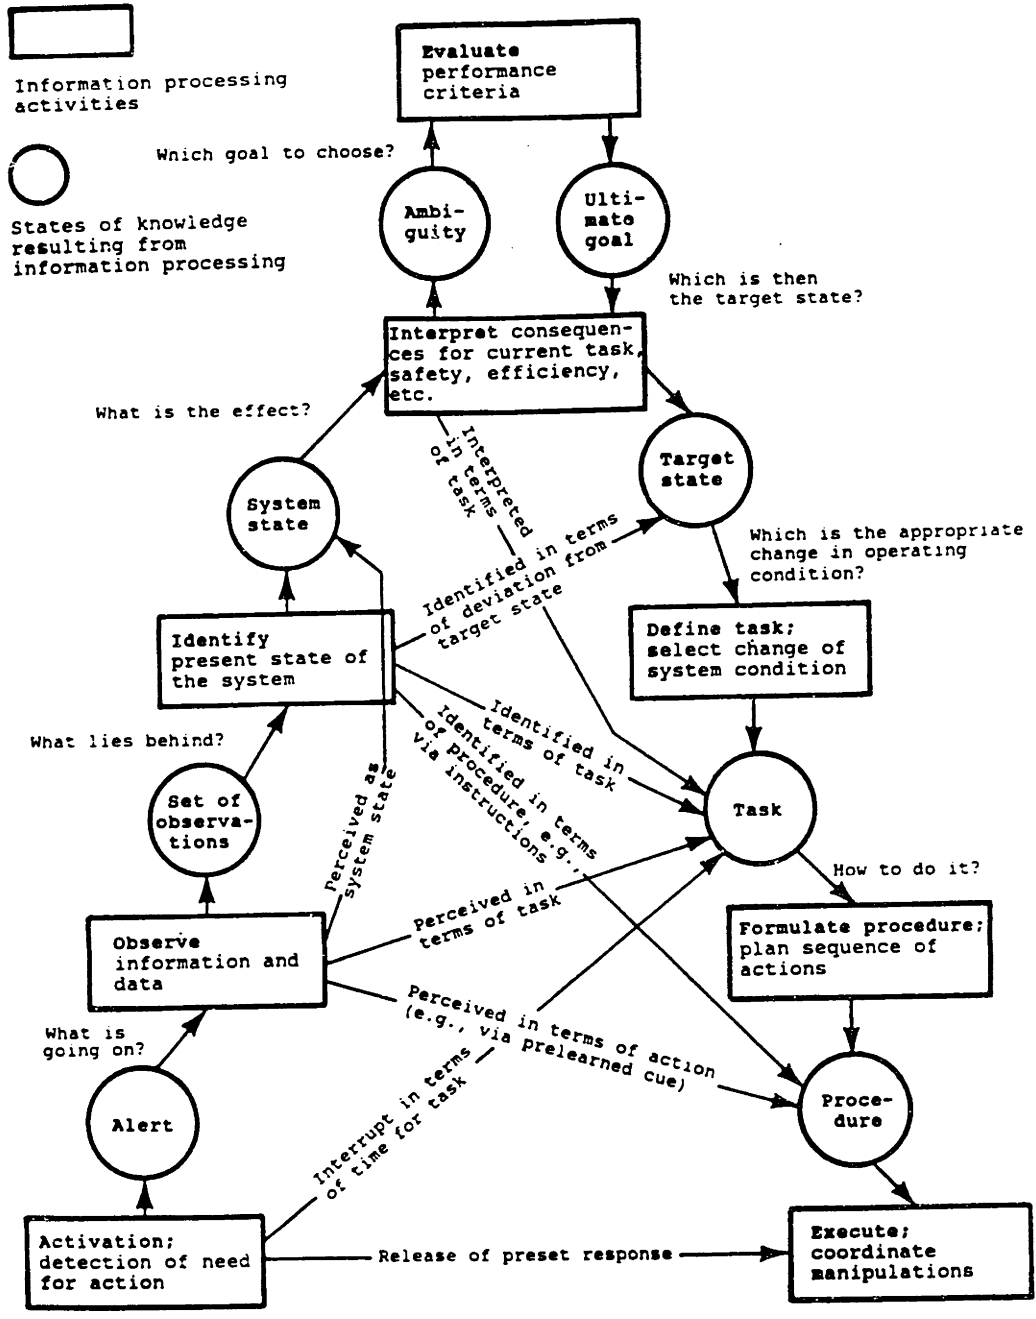 Information processing
activities
States of knowledge
resulting from
information processing
Evaluate
performance
criteria
Which goal to choose?
Ambi-
guity
Ulti-
mate
goal
Which is then
the target state?
Interpret consequen-
ces for current task,
safety, efficiency,
etc.
What is the effect?
Interpreted
in terms
of task
Target
state
System
state
Identified in terms
of deviation from
target state
Which is the appropriate
change in operating
condition?
Identify
present state of
the system
Define task;
select change of
system condition
What lies behind?
Identified in
terms of task
Identified in terms
of procedure, e.g.,
via instructions
Set of
observa-
tions
Perceived as
system state
Task
How to do it?
Perceived in
terms of task
Observe
information and
data
Formulate procedure;
plan sequence of
actions
What is
going on?
Perceived in terms of action
(e.g., via prelearned cue)
Alert
Interrupt in terms
of time for task
Proce-
dure
Activation;
detection of need
for action
Release of preset response
Execute;
coordinate
manipulations